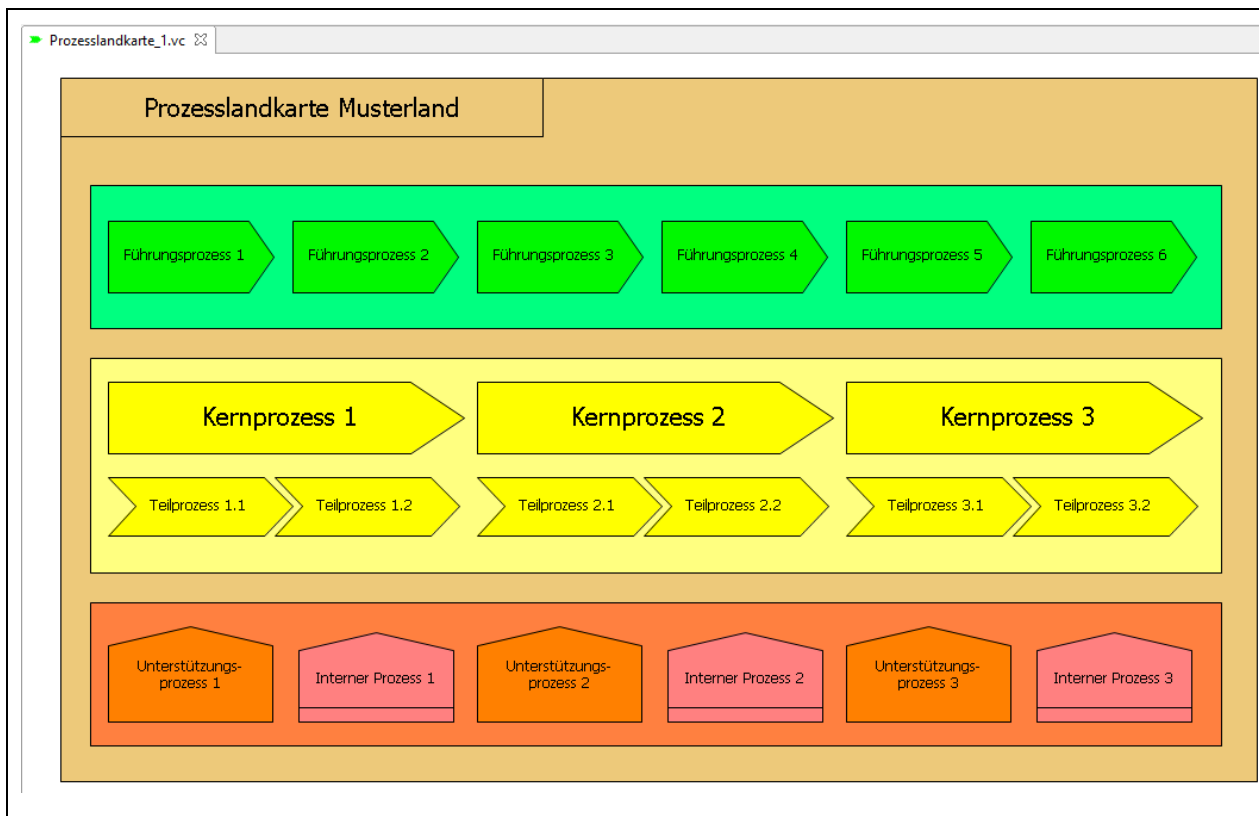 Prozesslandkarte_1.vc
Prozesslandkarte Musterland
Führungsprozess 1
Führungsprozess 2
Führungsprozess 3
Führungsprozess 4
Führungsprozess 5
Führungsprozess 6
Kernprozess 1
Kernprozess 2
Kernprozess 3
Teilprozess 1.1
Teilprozess 1.2
Teilprozess 2.1
Teilprozess 2.2
Teilprozess 3.1
Teilprozess 3.2
Unterstützungs-
prozess 1
Interner Prozess 1
Unterstützungs-
prozess 2
Interner Prozess 2
Unterstützungs-
prozess 3
Interner Prozess 3